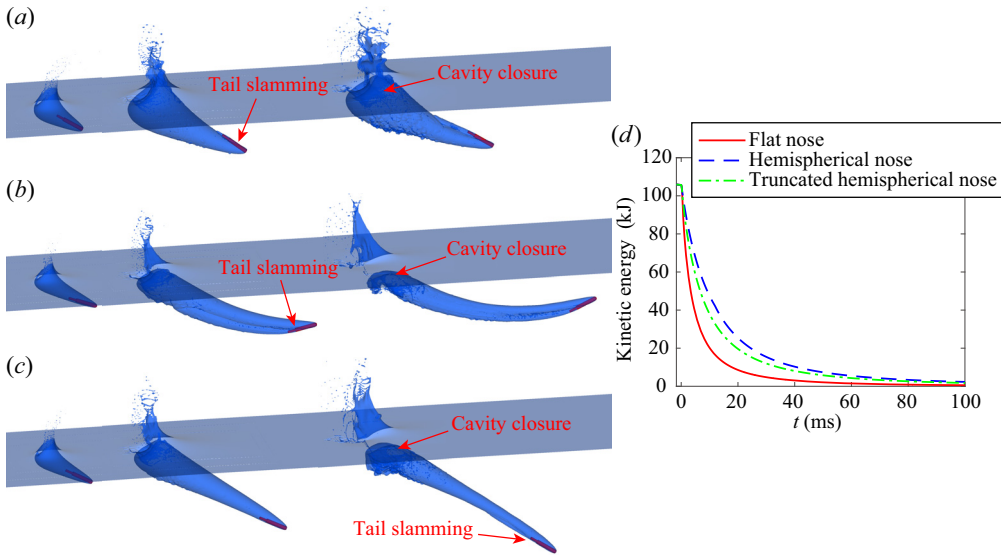 (a)
Tail slamming
Cavity closure
(b)
Tail slamming
Cavity closure
(c)
Cavity closure
Tail slamming
(d)
Flat nose
Hemispherical nose
Truncated hemispherical nose
Kinetic energy (kJ)
120
100
80
60
40
20
0
0 20 40 60 80 100
t (ms)